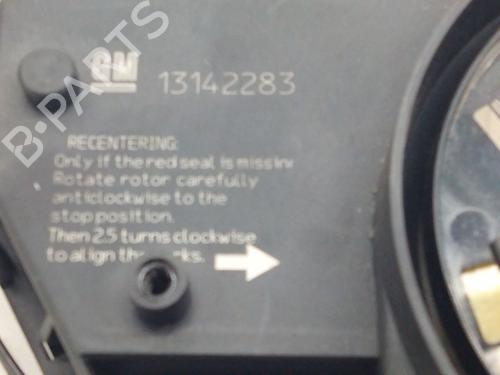 B-PARTS
GM 13142283
RECENTERING:
Only if the red seal is missin
Rotate rotor carefully
anticlockwise to the
stop position.
Then 2.5 turns clockwise
to align the